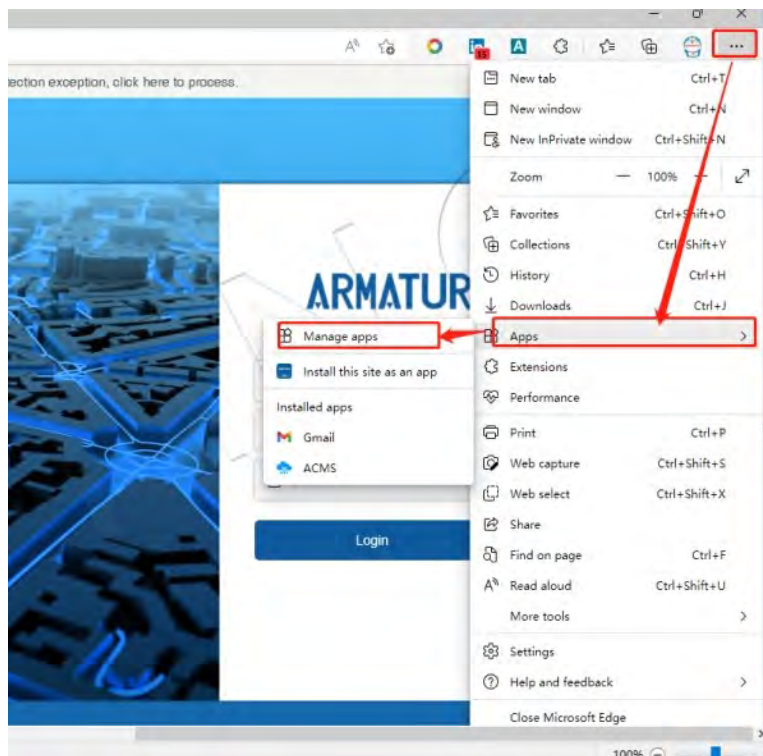 A
15
ection exception, click here to process.
New tab Ctrl+T
New window Ctrl+N
New InPrivate window Ctrl+Shift+N
Zoom — 100% +
Favorites Ctrl+Shift+O
Collections Ctrl+Shift+Y
History Ctrl+H
ARMATUR
Downloads Ctrl+J
Manage apps
Apps
Install this site as an app
Extensions
Performance
Installed apps
Gmail
Print Ctrl+P
ACMS
Web capture Ctrl+Shift+S
Web select Ctrl+Shift+X
Share
Login
Find on page Ctrl+F
Read aloud Ctrl+Shift+U
More tools
Settings
Help and feedback
Close Microsoft Edge
100%